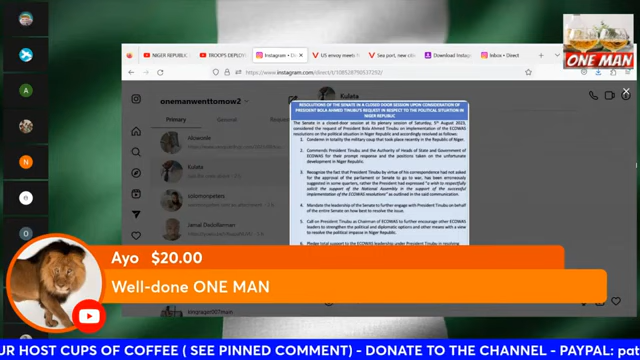 NIGER REPUBLIC
TROOPS DEPLOY
Instagram • D
US envoy meets N
Sea port, new citie
Download Instag
Inbox • Direct
ONE MAN
onemanwenttomow2
Kulata
Primary
General
Allowcode
Kulata
solomonpeters
Jamal Dodoforman
RESOLUTIONS OF THE SENATE IN A CLOSED DOOR SESSION UPON CONSIDERATION OF
PRESIDENT BOLA AHMED TINUBU'S REQUEST IN RESPECT TO THE POLITICAL SITUATION IN
NIGER REPUBLIC
The Senate in a closed-door session at its plenary session of Saturday, 5th August 2023,
considered the request of President Bola Ahmed Tinubu on implementation of the ECOWAS
resolutions on the political situation in Niger Republic and accordingly resolved as follows:
1. Condemn in totality the military coup that took place recently in the Republic of Niger.
2. Commends President Tinubu and the Authority of Heads of State and Government of
ECOWAS for their prompt response and the positions taken on the unfortunate
development in Niger Republic.
3. Recognize the fact that President Tinubu by virtue of his correspondence had not asked
for the approval of the parliament or Senate to go to war, has been erroneously
suggested in some quarters, rather the President had expressed "a wish to respectfully
solicit the support of the National Assembly in the support of the successful
implementation of the ECOWAS resolutions" as outlined in the said communication.
4. Mandate the leadership of the Senate to further engage with President Tinubu on behalf
of the entire Senate on how best to resolve the issue.
5. Call on President Tinubu as Chairman of ECOWAS to further encourage other ECOWAS
leaders to strengthen the political and diplomatic options and other means with a view
to resolve the political impasse in Niger Republic.
6. Pledge total support to the ECOWAS leadership under President Tinubu in resolving
Ayo $20.00
Well-done ONE MAN
UR HOST CUPS OF COFFEE ( SEE PINNED COMMENT) - DONATE TO THE CHANNEL - PAYPAL: pat